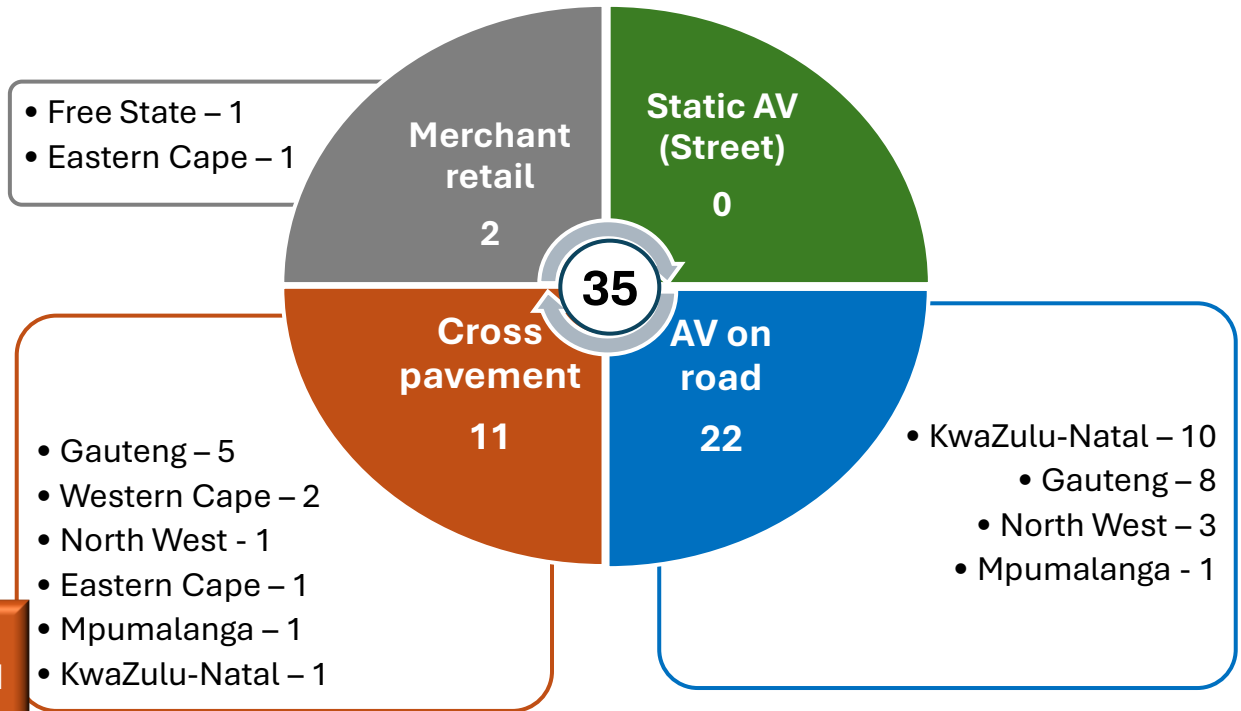 • Free State – 1
• Eastern Cape – 1
Merchant
retail
2
Static AV
(Street)
0
35
Cross
pavement
11
AV on
road
22
• Gauteng – 5
• Western Cape – 2
• North West - 1
• Eastern Cape – 1
• Mpumalanga – 1
• KwaZulu-Natal – 1
• KwaZulu-Natal – 10
• Gauteng – 8
• North West – 3
• Mpumalanga - 1